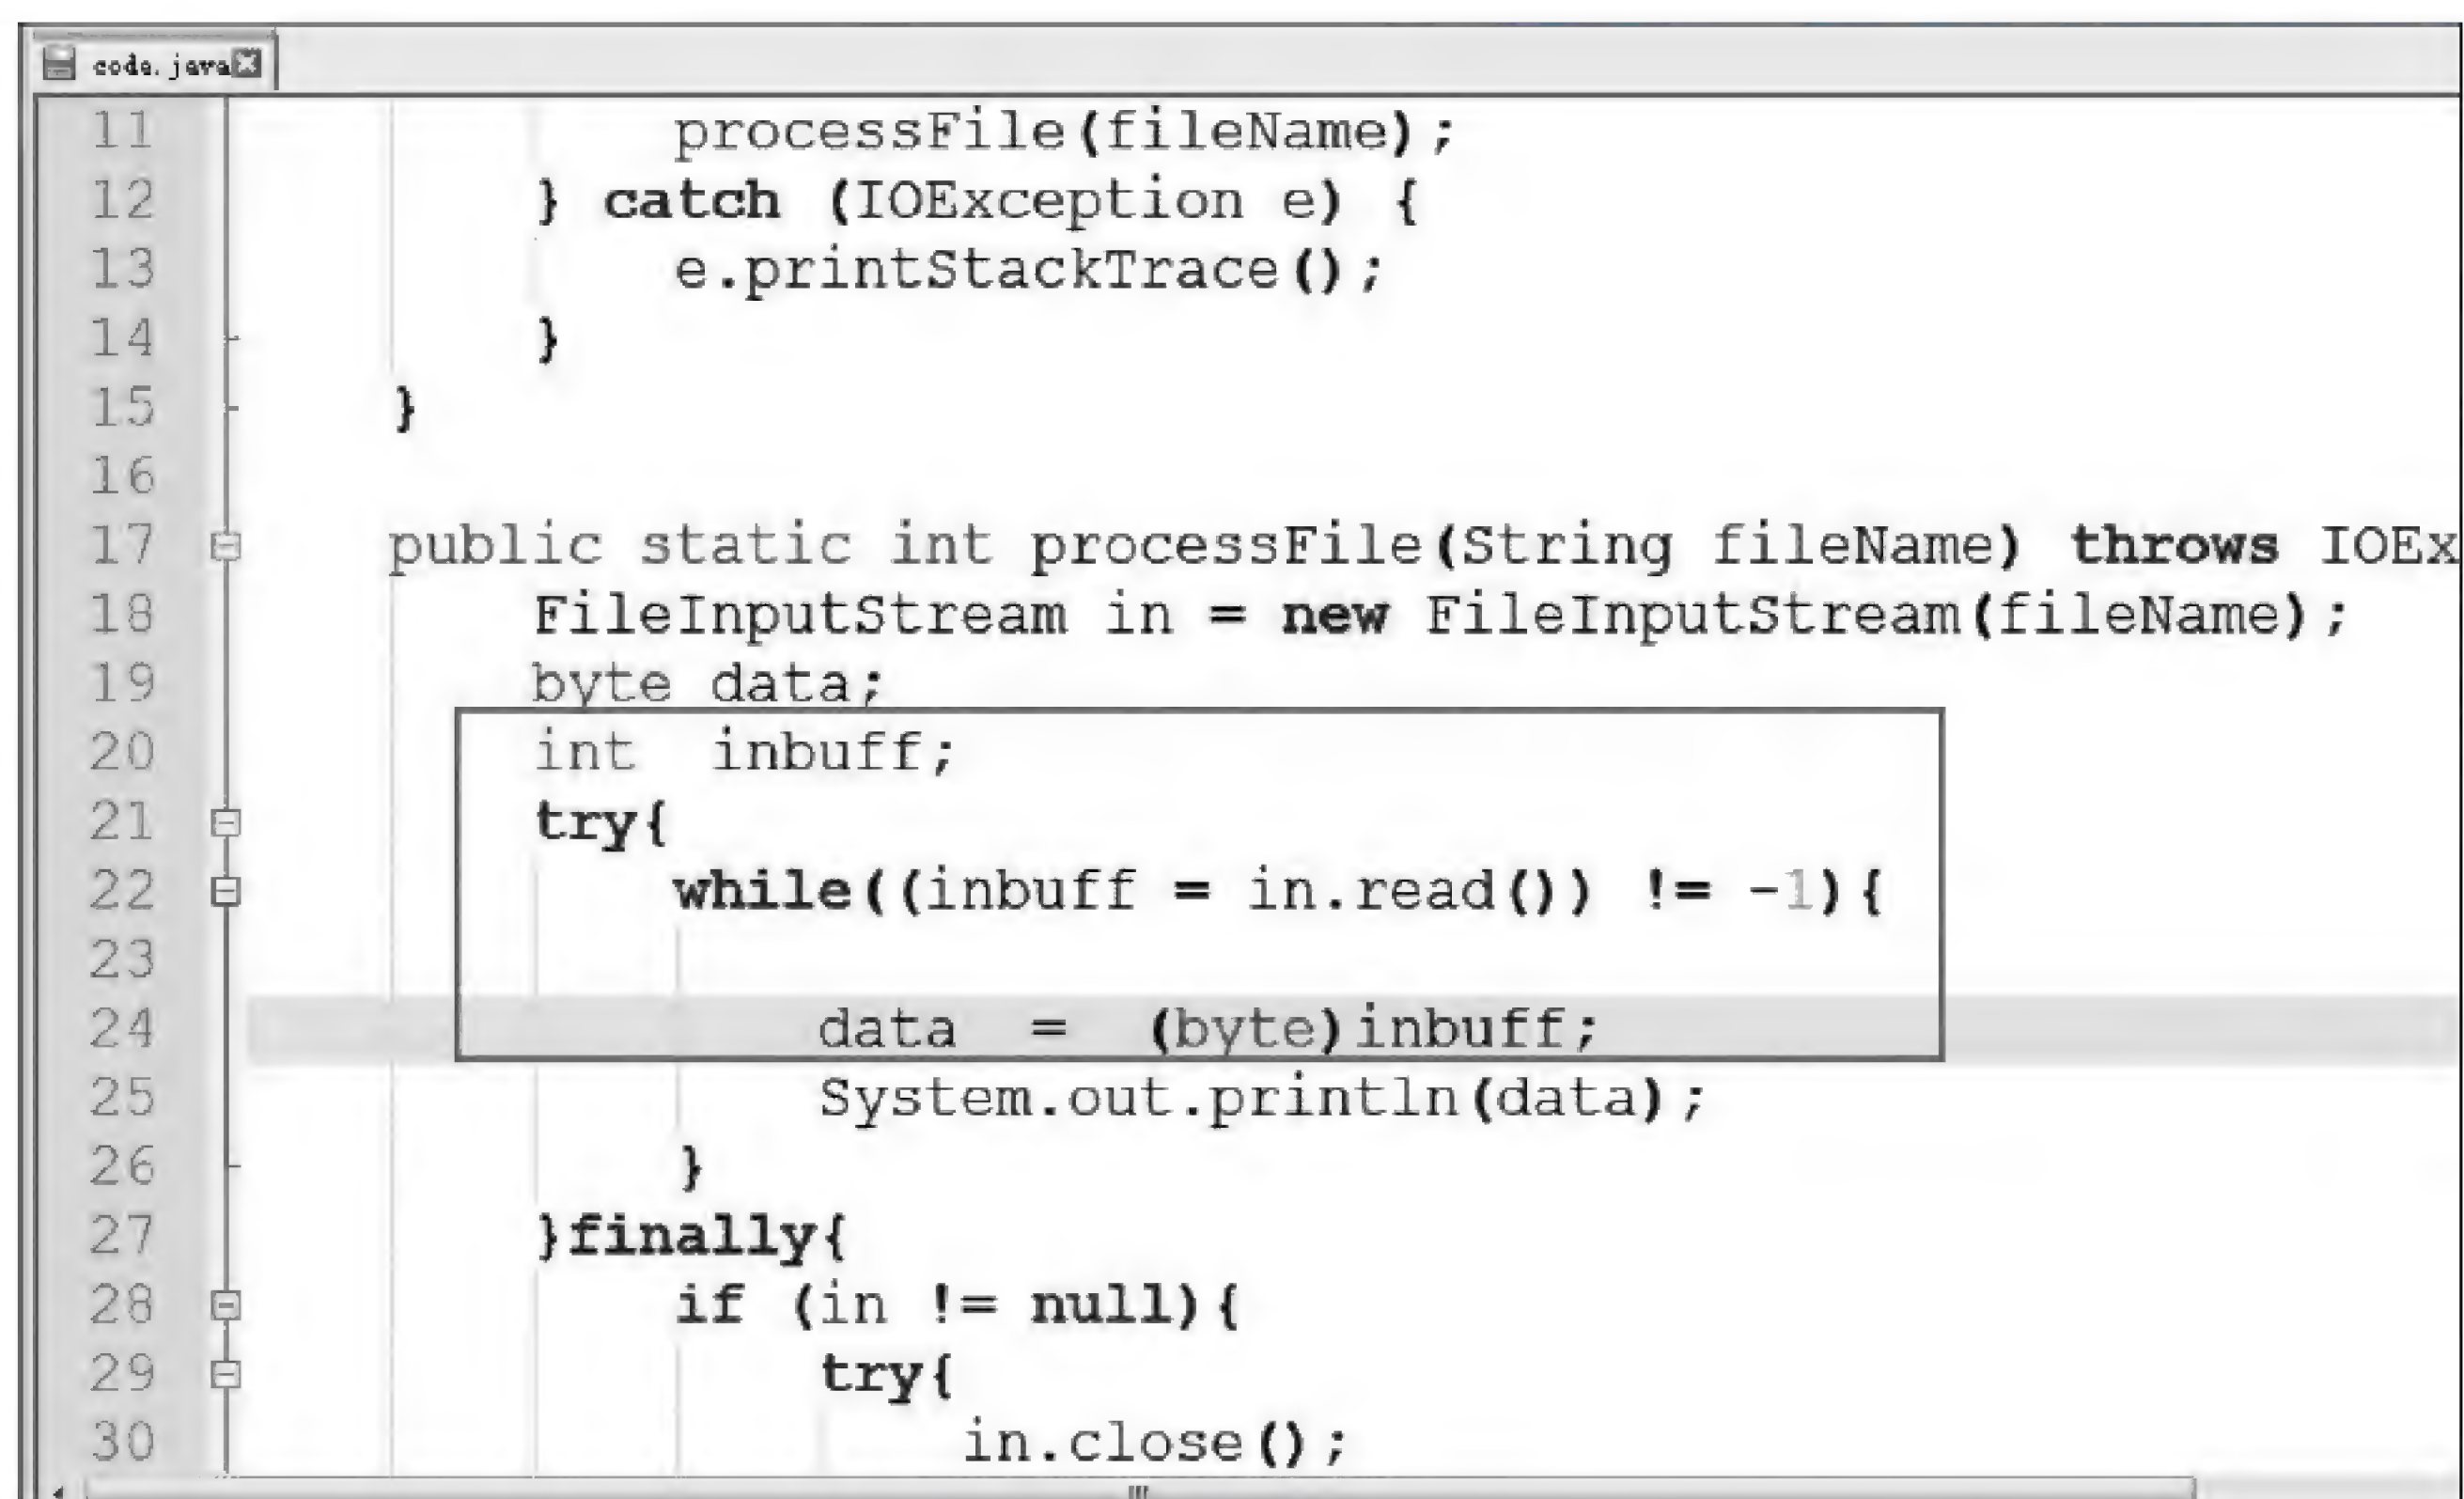 code.java
11 processFile(fileName);
12 } catch (IOException e) {
13 e.printStackTrace();
14 }
15 }
16
17 public static int processFile(String fileName) throws IOEx
18 FileInputStream in = new FileInputStream(fileName);
19 byte data;
20 int inbuff;
21 try{
22 while((inbuff = in.read()) != -1){
23
24 data = (byte)inbuff;
25 System.out.println(data);
26 }
27 }finally{
28 if (in != null){
29 try{
30 in.close();